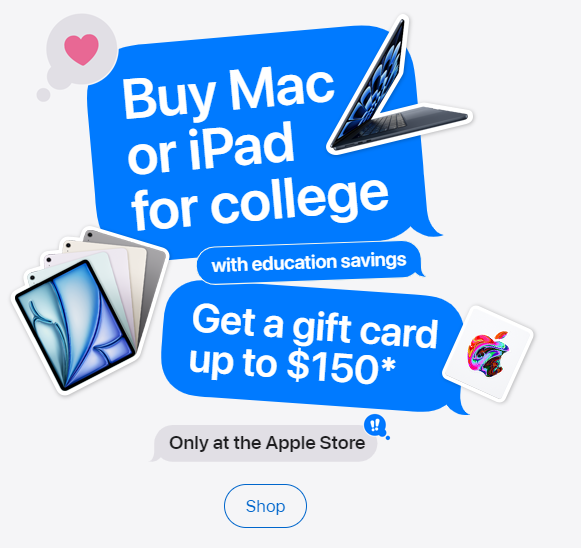 Buy Mac
or iPad
for college
with education savings
Get a gift card
up to $150*
‼
Only at the Apple Store
Shop